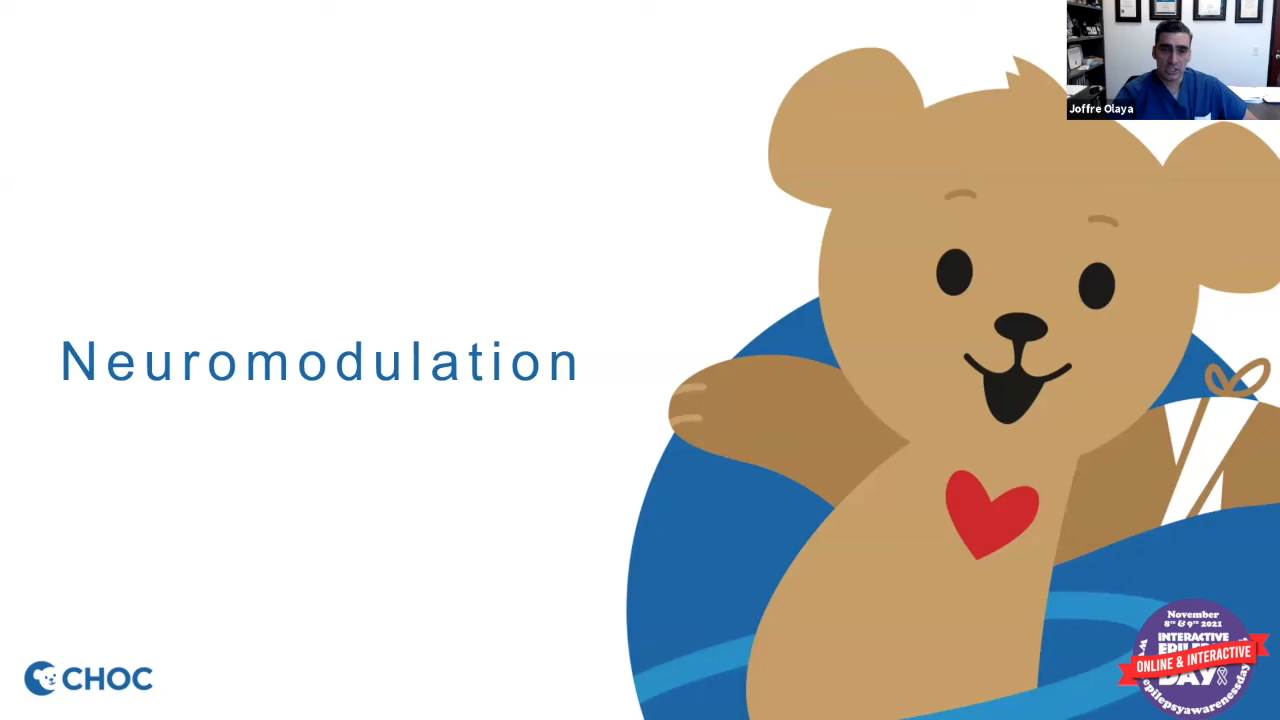 Joffre Olaya
Neuromodulation
CHOC
November
8TH & 9TH 2021
INTERACTIVE
ONLINE & INTERACTIVE
DAY
epilepsyawarenessday